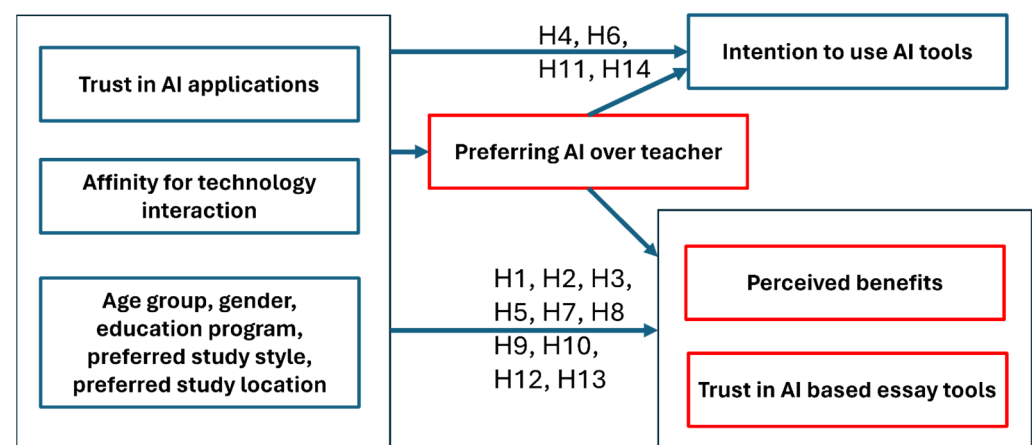 Trust in AI applications
Affinity for technology
interaction
Age group, gender,
education program,
preferred study style,
preferred study location
H4, H6,
H11, H14
Intention to use AI tools
Preferring AI over teacher
H1, H2, H3,
H5, H7, H8
H9, H10,
H12, H13
Perceived benefits
Trust in AI based essay tools